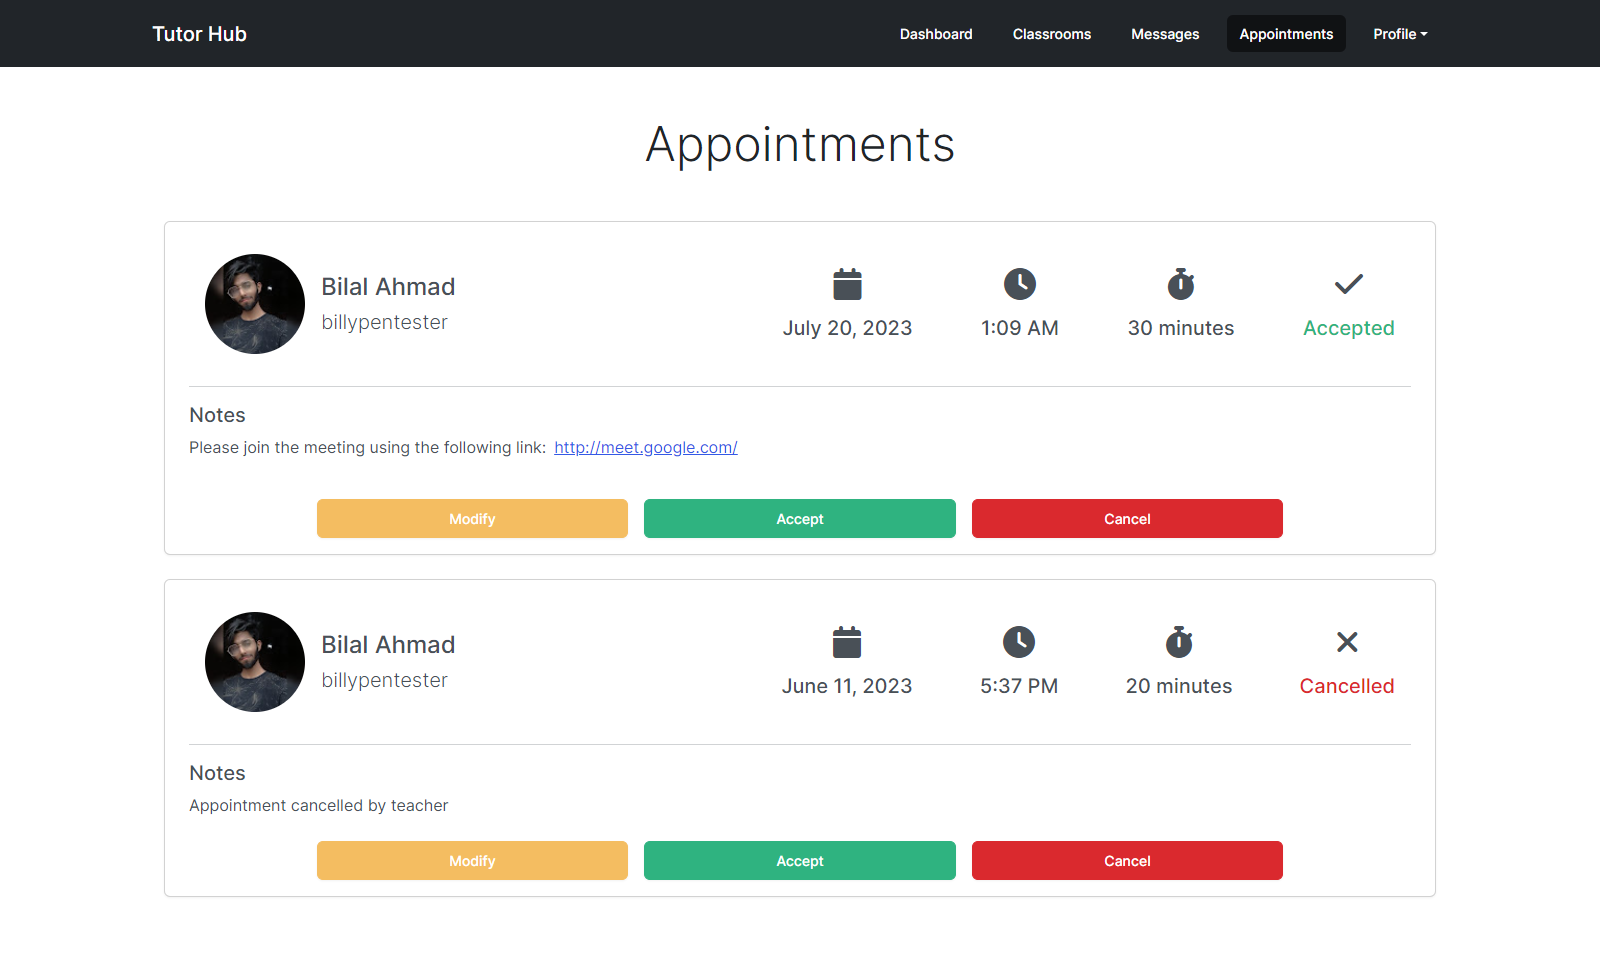 Tutor Hub Dashboard Classrooms Messages Appointments Profile
Appointments
Bilal Ahmad
billypentester
July 20, 2023 1:09 AM 30 minutes Accepted
Notes
Please join the meeting using the following link: http://meet.google.com/
Modify Accept Cancel
Bilal Ahmad
billypentester
June 11, 2023 5:37 PM 20 minutes Cancelled
Notes
Appointment cancelled by teacher
Modify Accept Cancel